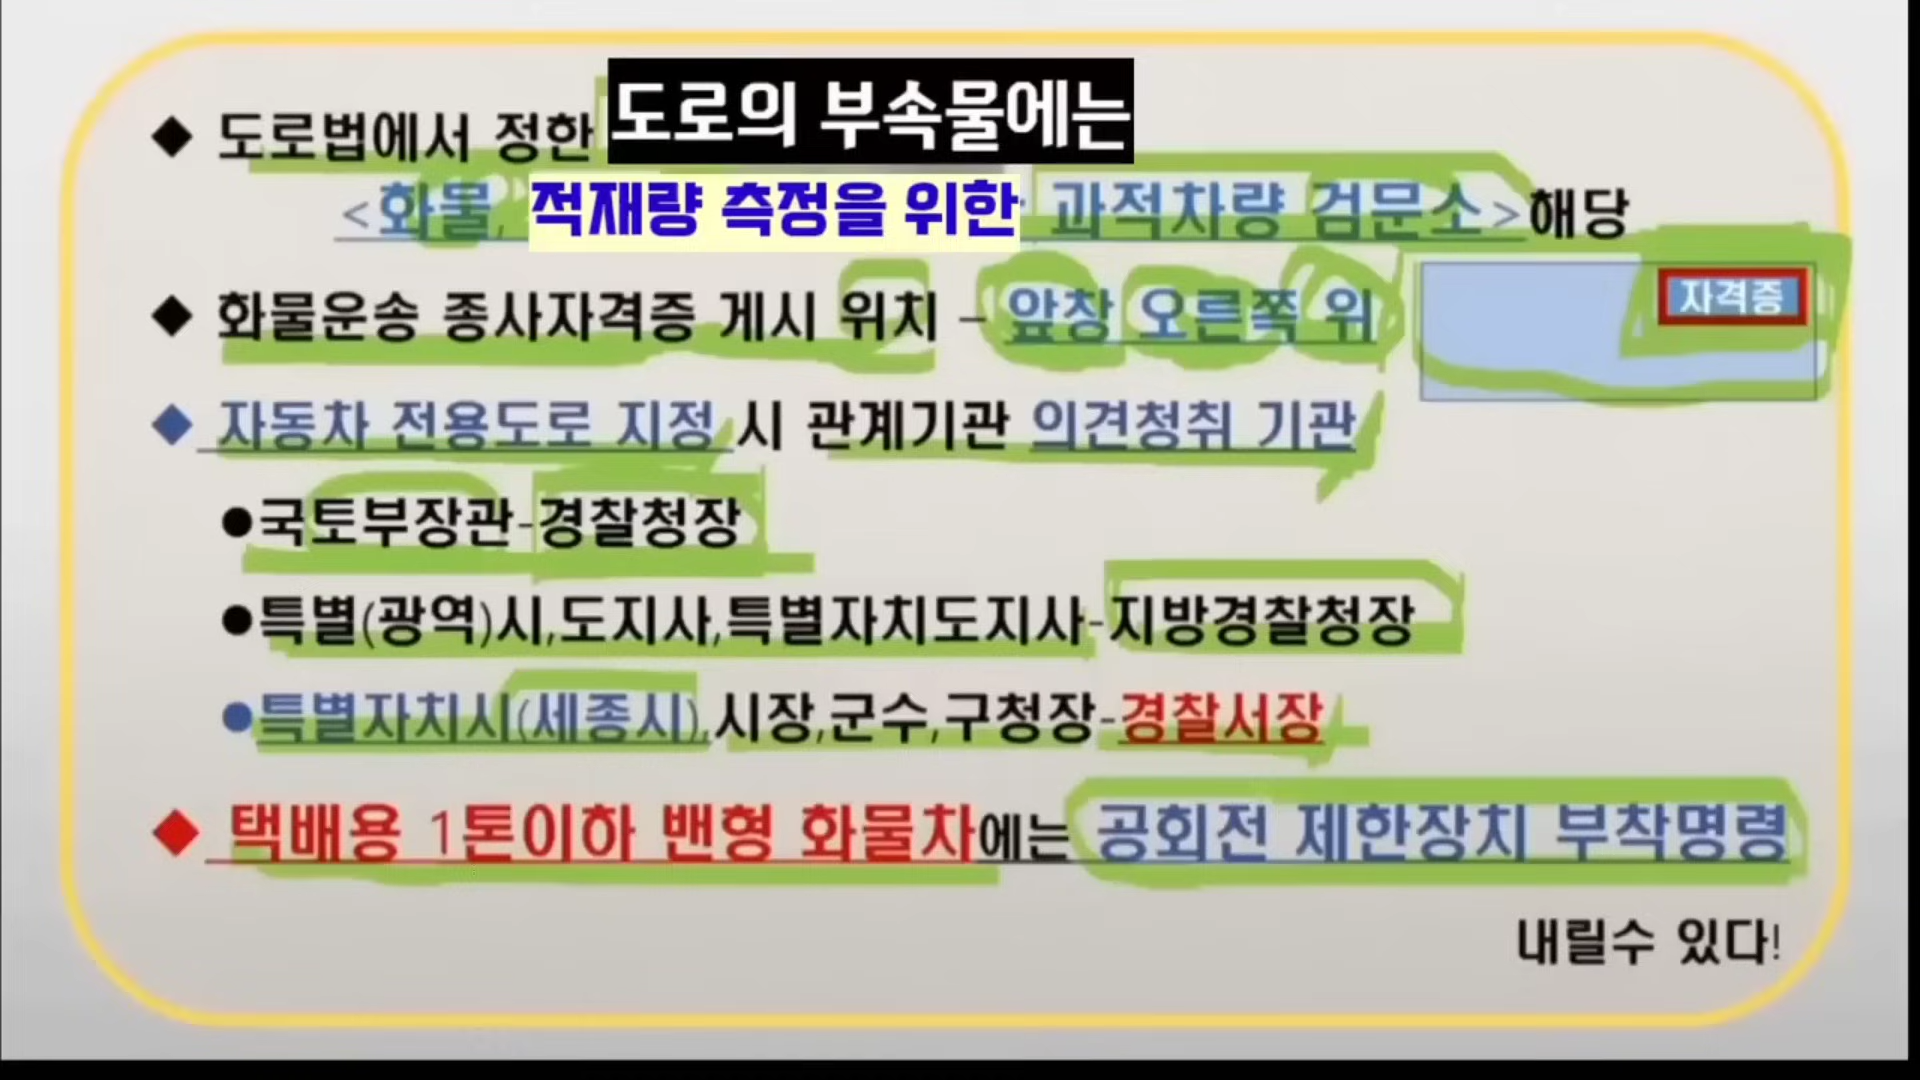 ◆ 도로법에서 정한 도로의 부속물에는
<화물, 적재량 측정을 위한 과적차량 검문소>해당
◆ 화물운송 종사자격증 게시 위치 - 앞창 오른쪽 위
자격증
◆ 자동차 전용도로 지정 시 관계기관 의견청취 기관
●국토부장관-경찰청장
●특별(광역)시,도지사,특별자치도지사-지방경찰청장
●특별자치시(세종시),시장,군수,구청장-경찰서장
◆ 택배용 1톤이하 밴형 화물차에는 공회전 제한장치 부착명령
내릴수 있다!